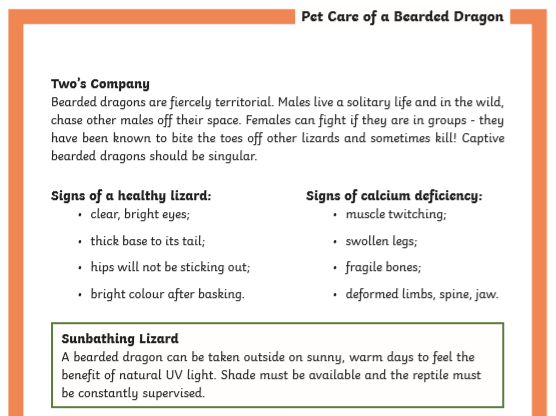 Pet Care of a Bearded Dragon
Two's Company
Bearded dragons are fiercely territorial. Males live a solitary life and in the wild,
chase other males off their space. Females can fight if they are in groups - they
have been known to bite the toes off other lizards and sometimes kill! Captive
bearded dragons should be singular.
Signs of a healthy lizard:
• clear, bright eyes;
• thick base to its tail;
• hips will not be sticking out;
• bright colour after basking.
Signs of calcium deficiency:
• muscle twitching;
• swollen legs;
• fragile bones;
• deformed limbs, spine, jaw.
Sunbathing Lizard
A bearded dragon can be taken outside on sunny, warm days to feel the
benefit of natural UV light. Shade must be available and the reptile must
be constantly supervised.